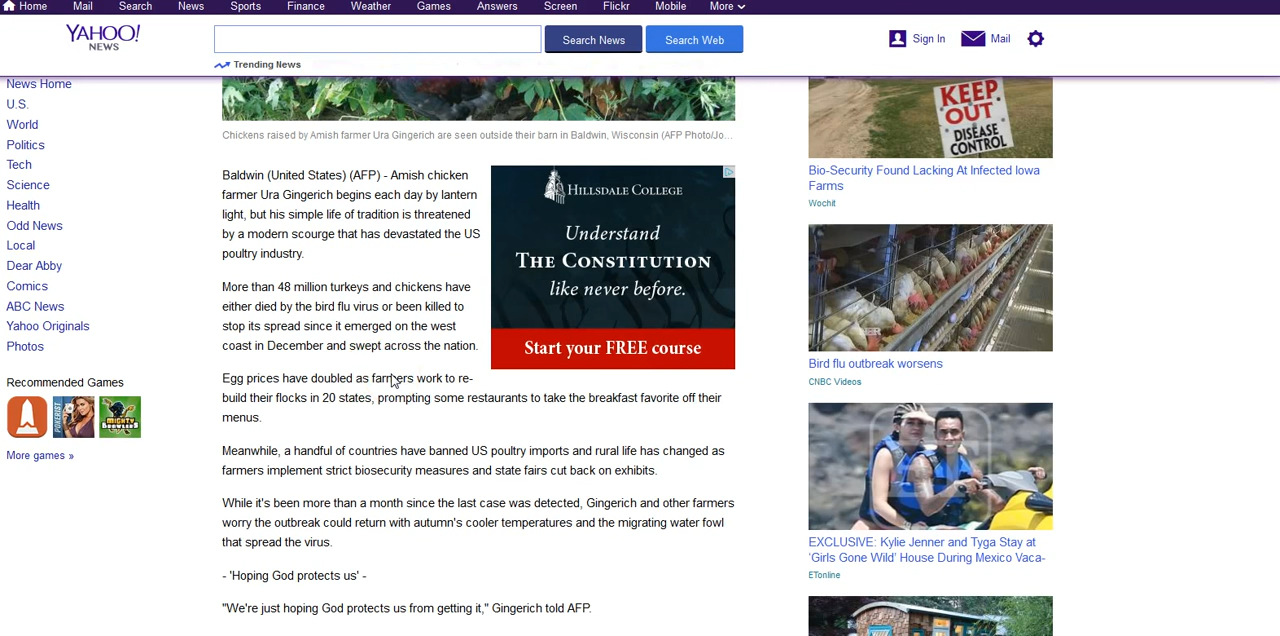 Home Mail Search News Sports Finance Weather Games Answers Screen Flickr Mobile More
YAHOO!
NEWS
Search News
Search Web
Sign In
Mail
Trending News
News Home
U.S.
World
Politics
Tech
Science
Health
Odd News
Local
Dear Abby
Comics
ABC News
Yahoo Originals
Photos
Recommended Games
POKERIST
MIGHTY
More games »
Chickens raised by Amish farmer Ura Gingerich are seen outside their barn in Baldwin, Wisconsin (AFP Photo/Jo…
Baldwin (United States) (AFP) - Amish chicken
farmer Ura Gingerich begins each day by lantern
light, but his simple life of tradition is threatened
by a modern scourge that has devastated the US
poultry industry.
More than 48 million turkeys and chickens have
either died by the bird flu virus or been killed to
stop its spread since it emerged on the west
coast in December and swept across the nation.
Egg prices have doubled as farmers work to re-
build their flocks in 20 states, prompting some restaurants to take the breakfast favorite off their
menus.
Meanwhile, a handful of countries have banned US poultry imports and rural life has changed as
farmers implement strict biosecurity measures and state fairs cut back on exhibits.
While it's been more than a month since the last case was detected, Gingerich and other farmers
worry the outbreak could return with autumn's cooler temperatures and the migrating water fowl
that spread the virus.
- 'Hoping God protects us' -
"We're just hoping God protects us from getting it," Gingerich told AFP.
HILLSDALE COLLEGE
Understand
THE CONSTITUTION
like never before.
Start your FREE course
KEEP
OUT
DISEASE
CONTROL
Bio-Security Found Lacking At Infected Iowa
Farms
Wochit
Bird flu outbreak worsens
CNBC Videos
EXCLUSIVE: Kylie Jenner and Tyga Stay at
'Girls Gone Wild' House During Mexico Vaca-
ETonline